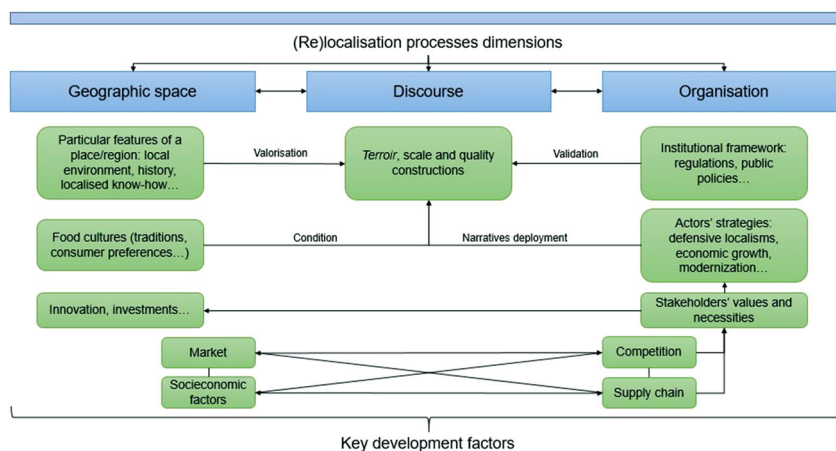 (Re)localisation processes dimensions
Geographic space
Discourse
Organisation
Particular features of a
place/region: local
environment, history,
localised know-how…
Valorisation
Terroir, scale and quality
constructions
Validation
Institutional framework:
regulations, public
policies…
Food cultures (traditions,
consumer preferences…)
Condition
Narratives deployment
Actors’ strategies:
defensive localisms,
economic growth,
modernization…
Innovation, investments…
Stakeholders’ values and
necessities
Market
Competition
Socieconomic
factors
Supply chain
Key development factors